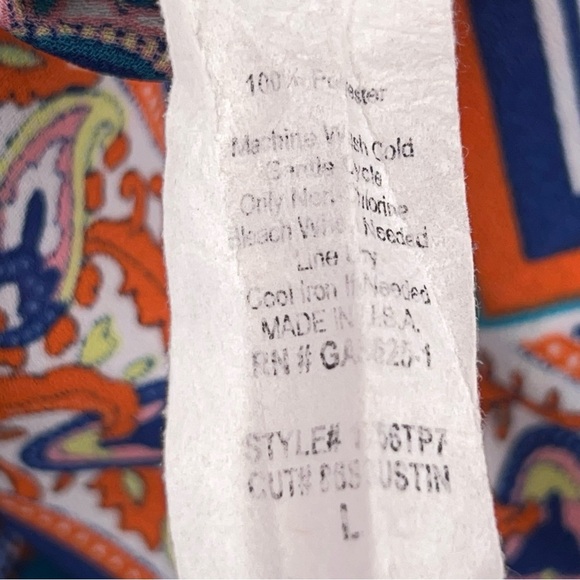 100% Polyester
Machine Wash Cold
Gentle Cycle
Only Non Chlorine
Bleach When Needed
Line Dry
Cool Iron If Needed
MADE IN U.S.A.
RN #
STYLE#
CUT#
L